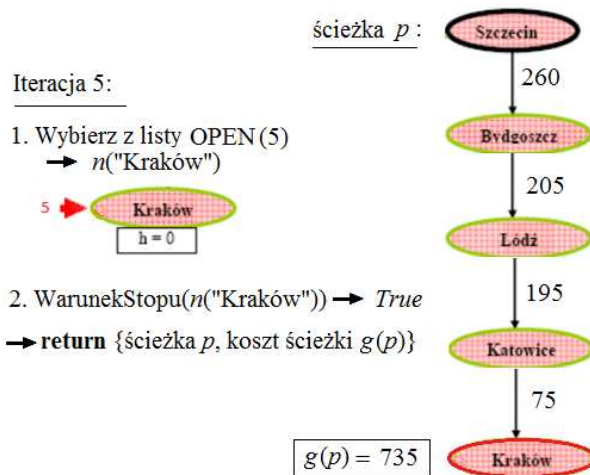 ścieżka p :
Szczecin
260
Iteracja 5:
1. Wybierz z listy OPEN (5)
→ n("Kraków")
Bydgoszcz
205
5
Kraków
h = 0
Lódź
195
2. WarunekStopu(n("Kraków")) → True
→ return {ścieżka p, koszt ścieżki g(p)}
Katowice
75
g(p) = 735
Kraków